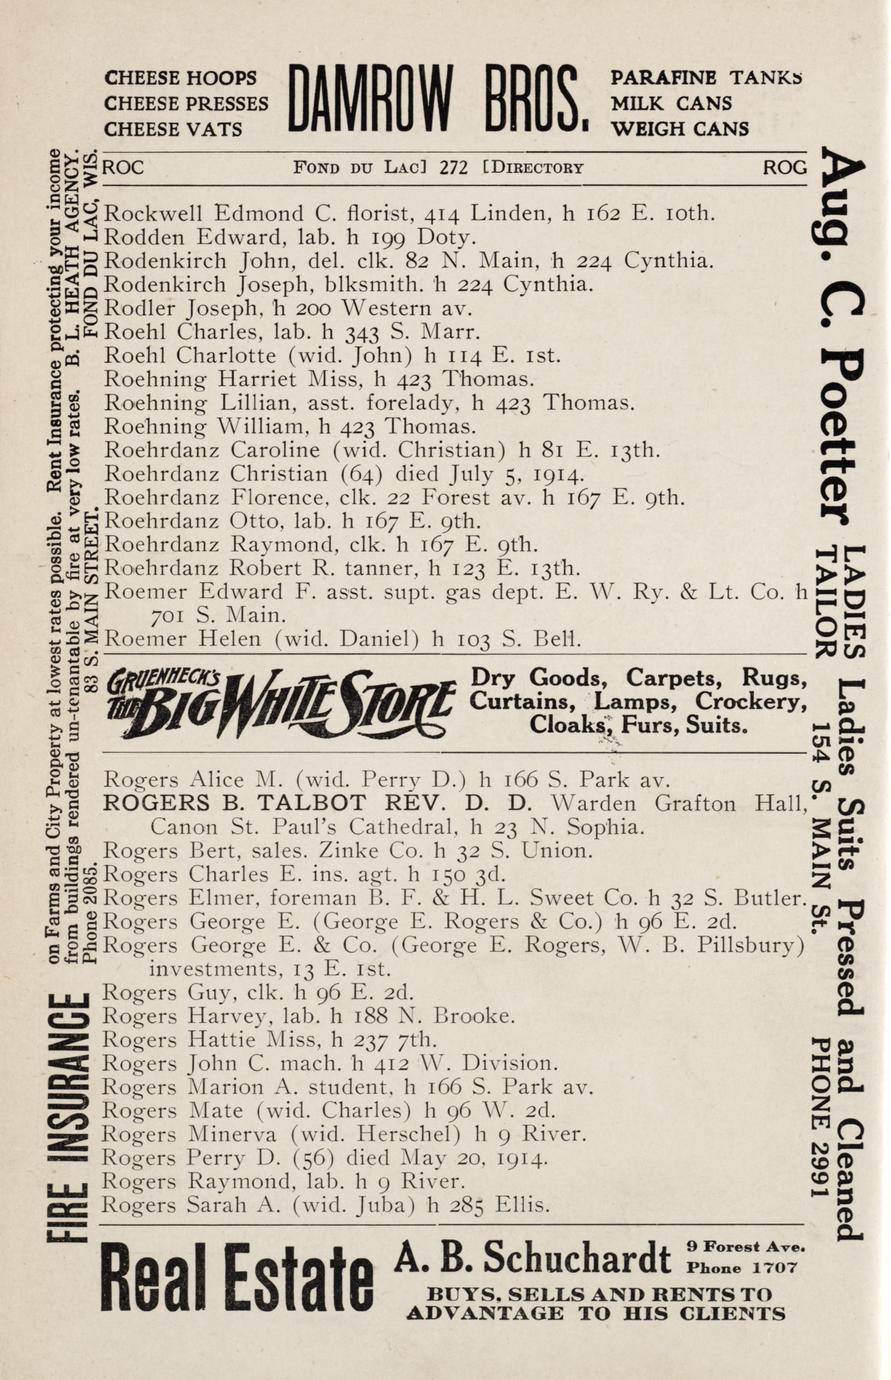 CHEESE HOOPS
CHEESE PRESSES
CHEESE VATS
DAMROW BROS.
PARAFINE TANKS
MILK CANS
WEIGH CANS
ROC FOND DU LAC] 272 [DIRECTORY ROG
Rockwell Edmond C. florist, 414 Linden, h 162 E. 10th.
Rodden Edward, lab. h 199 Doty.
Rodenkirch John, del. clk. 82 N. Main, h 224 Cynthia.
Rodenkirch Joseph, blksmith. h 224 Cynthia.
Rodler Joseph, h 200 Western av.
Roehl Charles, lab. h 343 S. Marr.
Roehl Charlotte (wid. John) h 114 E. 1st.
Roehning Harriet Miss, h 423 Thomas.
Roehning Lillian, asst. forelady, h 423 Thomas.
Roehning William, h 423 Thomas.
Roehrdanz Caroline (wid. Christian) h 81 E. 13th.
Roehrdanz Christian (64) died July 5, 1914.
Roehrdanz Florence, clk. 22 Forest av. h 167 E. 9th.
Roehrdanz Otto, lab. h 167 E. 9th.
Roehrdanz Raymond, clk. h 167 E. 9th.
Roehrdanz Robert R. tanner, h 123 E. 13th.
Roemer Edward F. asst. supt. gas dept. E. W. Ry. & Lt. Co. h
701 S. Main.
Roemer Helen (wid. Daniel) h 103 S. Bell.
GRUENHECK'S
THE BIG WHITE STORE
Dry Goods, Carpets, Rugs,
Curtains, Lamps, Crockery,
Cloaks, Furs, Suits.
Rogers Alice M. (wid. Perry D.) h 166 S. Park av.
ROGERS B. TALBOT REV. D. D. Warden Grafton Hall,
Canon St. Paul's Cathedral, h 23 N. Sophia.
Rogers Bert, sales. Zinke Co. h 32 S. Union.
Rogers Charles E. ins. agt. h 150 3d.
Rogers Elmer, foreman B. F. & H. L. Sweet Co. h 32 S. Butler.
Rogers George E. (George E. Rogers & Co.) h 96 E. 2d.
Rogers George E. & Co. (George E. Rogers, W. B. Pillsbury)
investments, 13 E. 1st.
Rogers Guy, clk. h 96 E. 2d.
Rogers Harvey, lab. h 188 N. Brooke.
Rogers Hattie Miss, h 237 7th.
Rogers John C. mach. h 412 W. Division.
Rogers Marion A. student, h 166 S. Park av.
Rogers Mate (wid. Charles) h 96 W. 2d.
Rogers Minerva (wid. Herschel) h 9 River.
Rogers Perry D. (56) died May 20, 1914.
Rogers Raymond, lab. h 9 River.
Rogers Sarah A. (wid. Juba) h 285 Ellis.
Real Estate
A. B. Schuchardt
9 Forest Ave.
Phone 1707
BUYS, SELLS AND RENTS TO
ADVANTAGE TO HIS CLIENTS
FIRE INSURANCE
on Farms and City Property at lowest rates possible. Rent Insurance protecting your income
from buildings rendered un-tenantable by fire at very low rates. B. L. HEATH AGENCY.
Phone 2085. 83 S. MAIN STREET. FOND DU LAC, WIS.
Aug. C. Poetter
LADIES
TAILOR
Ladies Suits Pressed and Cleaned
154 S. MAIN St. PHONE 2991